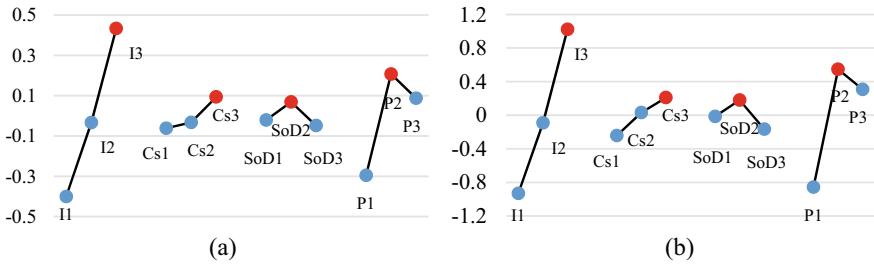 0.5
0.3
0.1
-0.1
-0.3
-0.5
I1
I2
I3
Cs1
Cs2
Cs3
SoD1
SoD2
SoD3
P1
P2
P3
(a)
1.2
0.8
0.4
0
-0.4
-0.8
-1.2
I1
I2
I3
Cs1
Cs2
Cs3
SoD1
SoD2
SoD3
P1
P2
P3
(b)